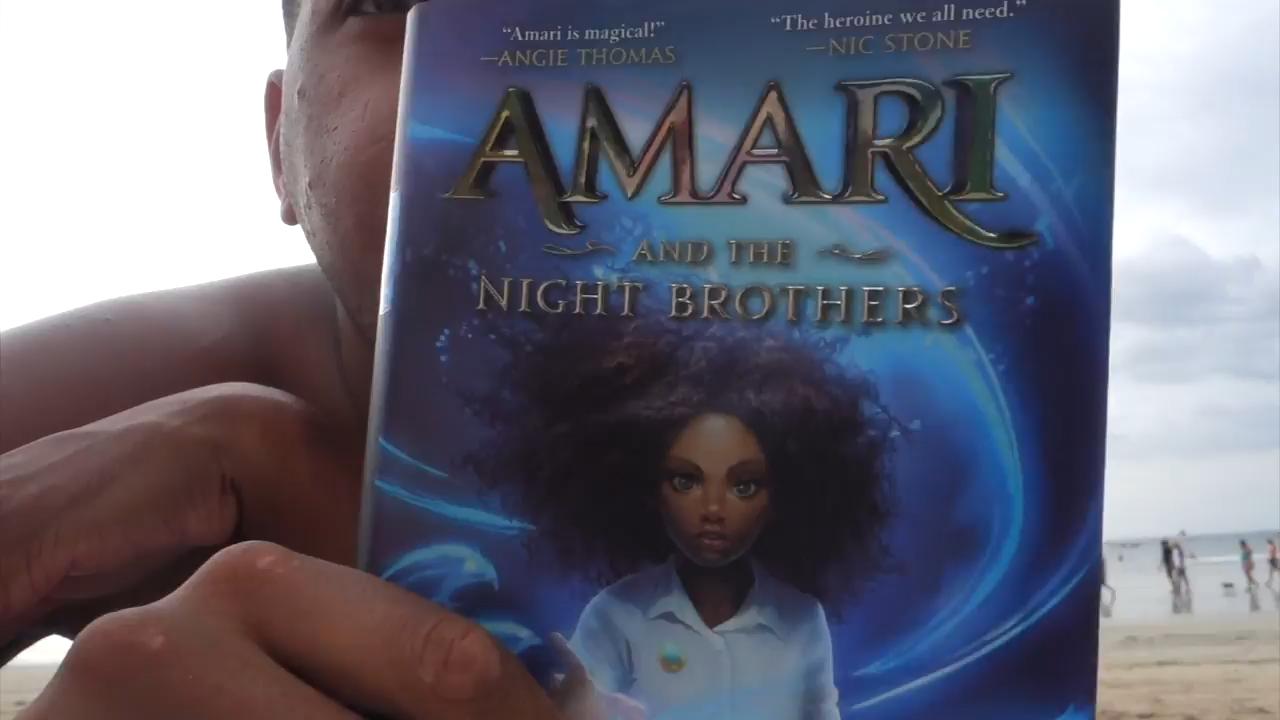 “Amari is magical!”
—ANGIE THOMAS
“The heroine we all need.”
—NIC STONE
AMARI
AND THE
NIGHT BROTHERS